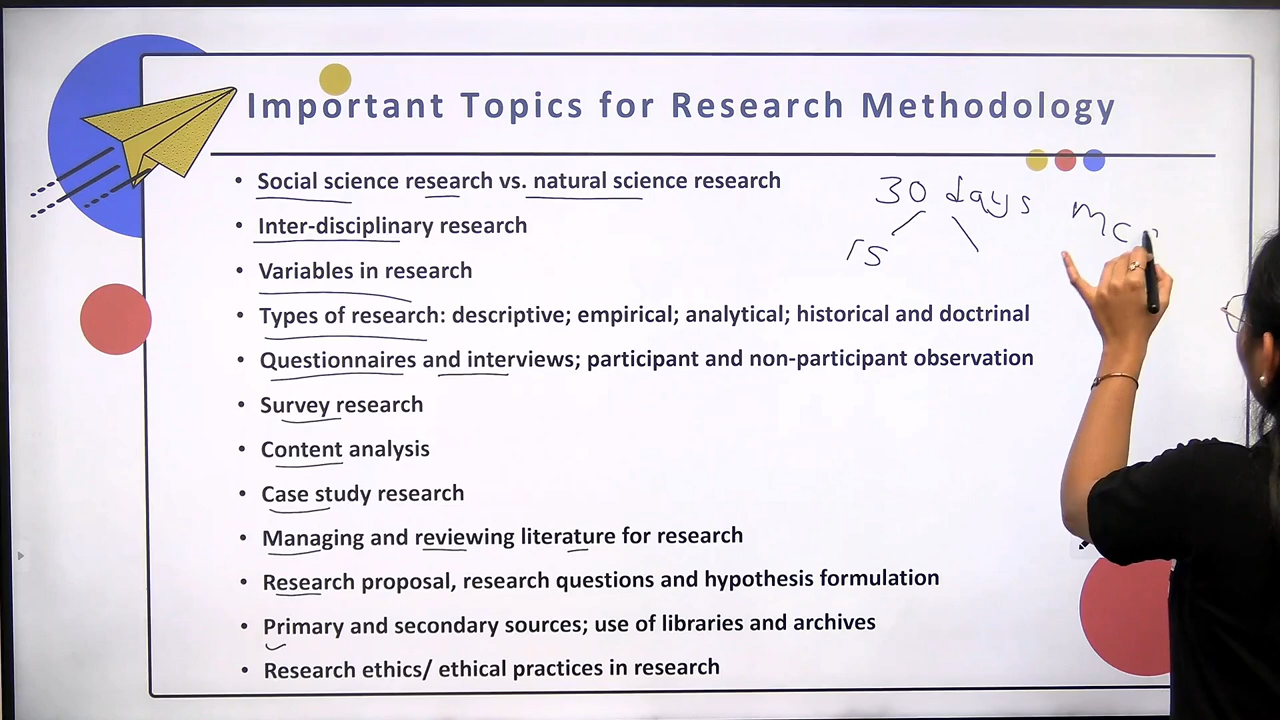 Important Topics for Research Methodology
• Social science research vs. natural science research
• Inter-disciplinary research
• Variables in research
• Types of research: descriptive; empirical; analytical; historical and doctrinal
• Questionnaires and interviews; participant and non-participant observation
• Survey research
• Content analysis
• Case study research
• Managing and reviewing literature for research
• Research proposal, research questions and hypothesis formulation
• Primary and secondary sources; use of libraries and archives
• Research ethics/ ethical practices in research
30 days
15